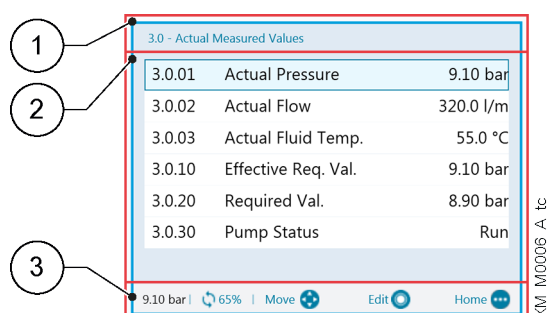 1
3.0 - Actual Measured Values
2
3.0.01 Actual Pressure 9.10 bar
3.0.02 Actual Flow 320.0 l/m
3.0.03 Actual Fluid Temp. 55.0 °C
3.0.10 Effective Req. Val. 9.10 bar
3.0.20 Required Val. 8.90 bar
3.0.30 Pump Status Run
3
9.10 bar | 65% | Move Edit Home
XM_M0006_A_tc